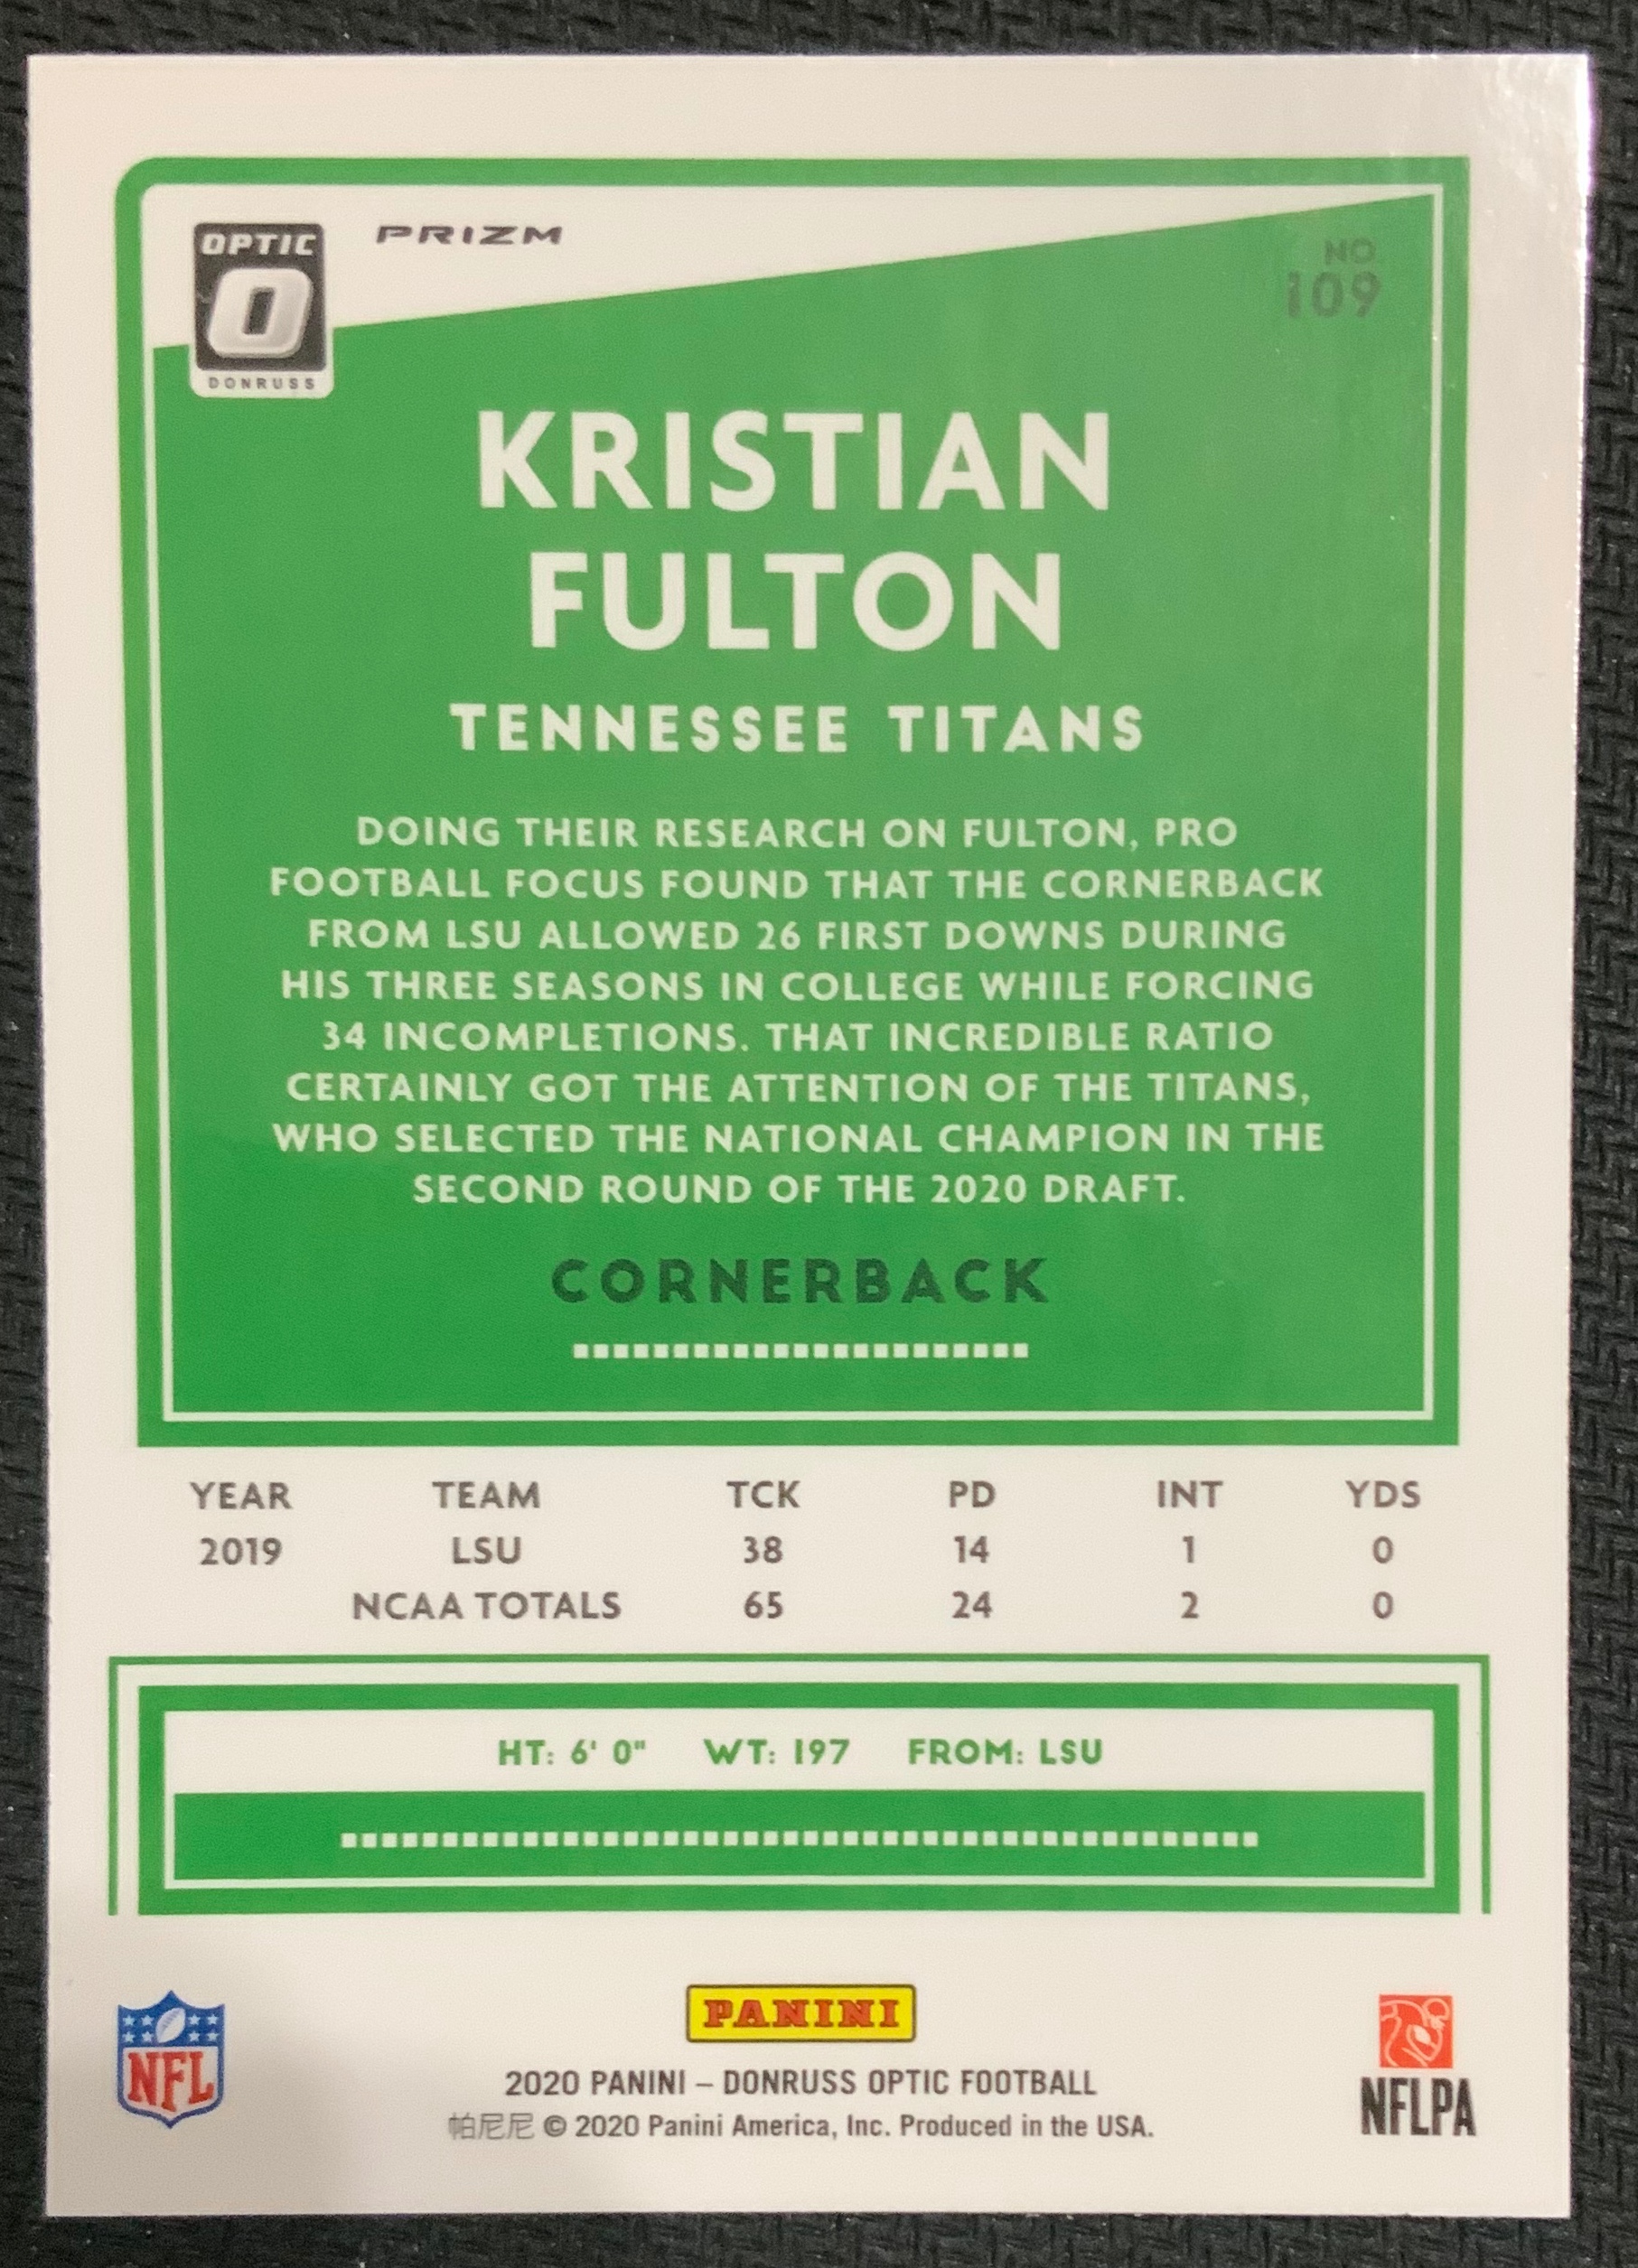 OPTIC
O
DONRUSS
PRIZM
NO
109
KRISTIAN
FULTON
TENNESSEE TITANS
DOING THEIR RESEARCH ON FULTON, PRO
FOOTBALL FOCUS FOUND THAT THE CORNERBACK
FROM LSU ALLOWED 26 FIRST DOWNS DURING
HIS THREE SEASONS IN COLLEGE WHILE FORCING
34 INCOMPLETIONS. THAT INCREDIBLE RATIO
CERTAINLY GOT THE ATTENTION OF THE TITANS,
WHO SELECTED THE NATIONAL CHAMPION IN THE
SECOND ROUND OF THE 2020 DRAFT.
CORNERBACK
YEAR TEAM TCK PD INT YDS
2019 LSU 38 14 1 0
NCAA TOTALS 65 24 2 0
HT: 6' 0" WT: 197 FROM: LSU
NFL
PANINI
2020 PANINI – DONRUSS OPTIC FOOTBALL
帕尼尼 © 2020 Panini America, Inc. Produced in the USA.
NFLPA